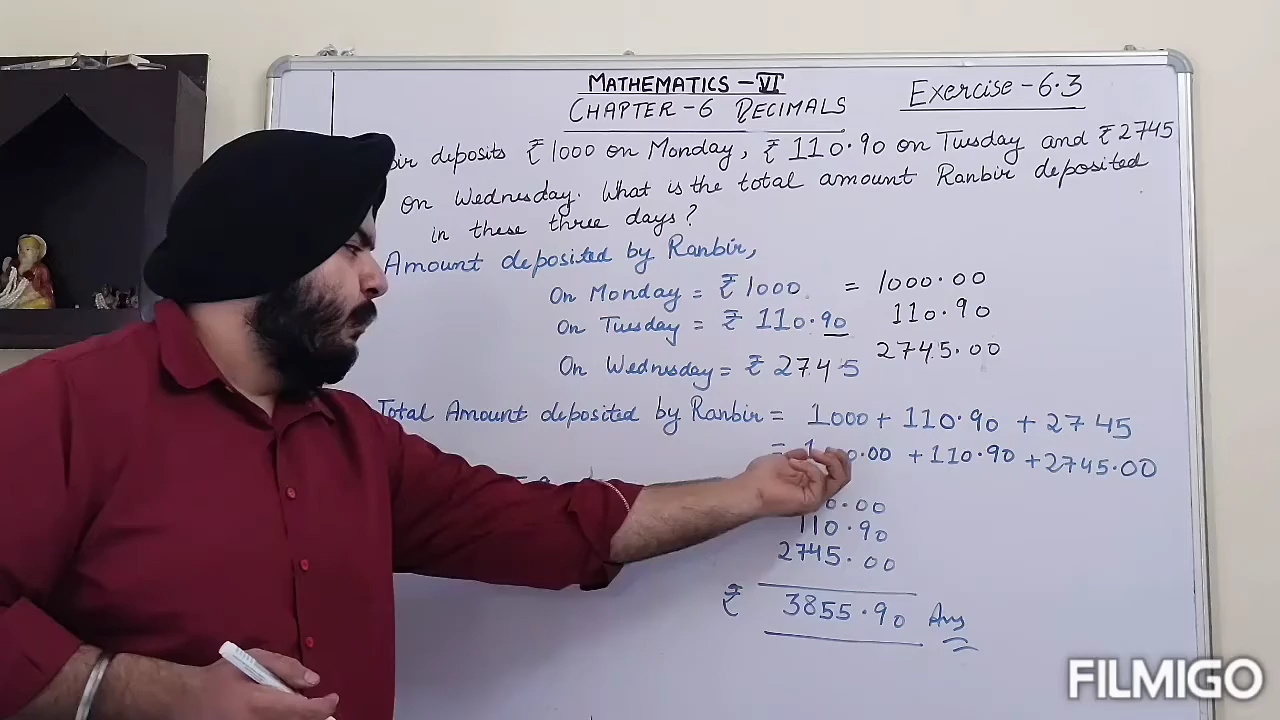 MATHEMATICS - VI
CHAPTER - 6 DECIMALS
Exercise - 6.3
deposits ₹1000 on Monday, ₹110.90 on Tuesday and ₹2745
on Wednesday. What is the total amount Ranbir deposited
in these three days?
Amount deposited by Ranbir,
On Monday = ₹1000 = 1000.00
On Tuesday = ₹110.90 110.90
On Wednesday = ₹2745 2745.00
Total Amount deposited by Ranbir = 1000 + 110.90 + 2745
= .00 + 110.90 + 2745.00
0.00
110.90
2745.00
₹ 3855.90 Ans
FILMIGO